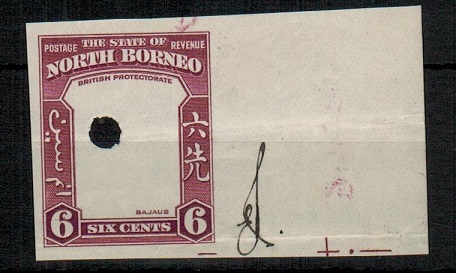 POSTAGE THE STATE OF REVENUE
NORTH BORNEO
BRITISH PROTECTORATE
六先
BAJAUS
6 SIX CENTS 6